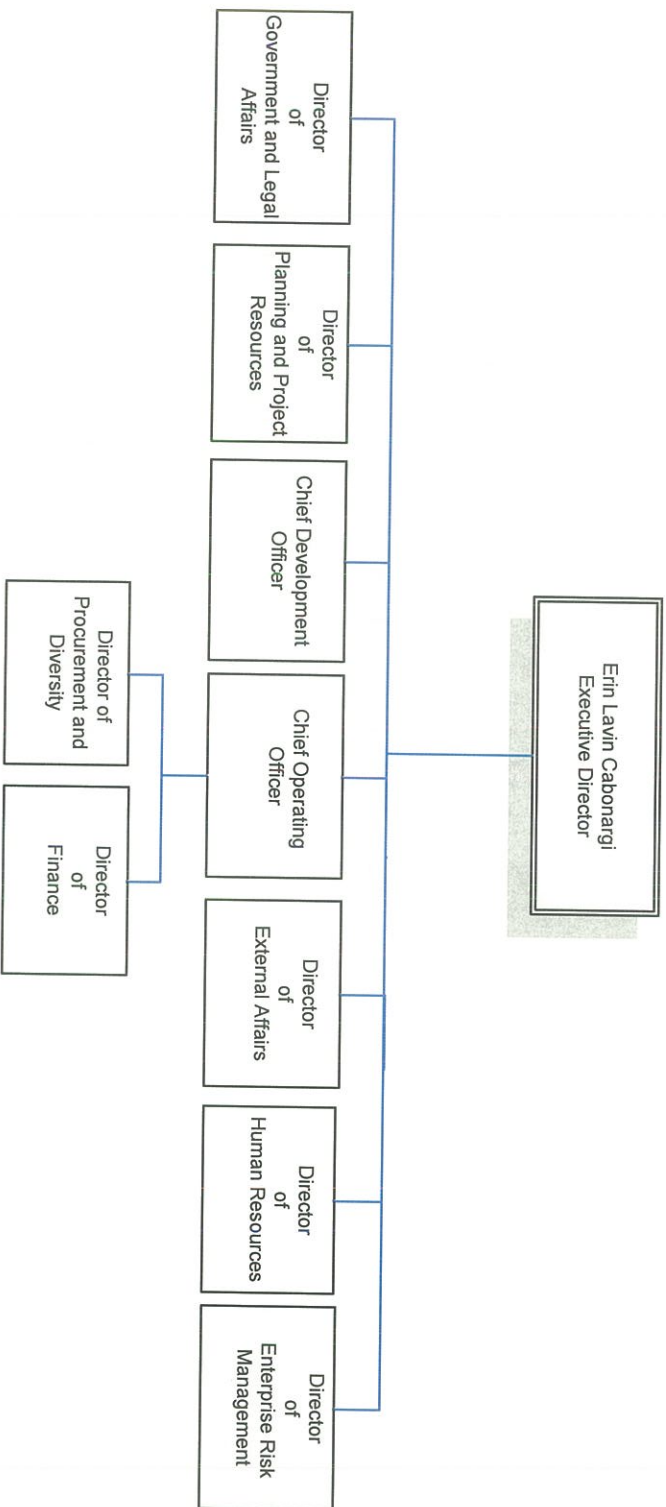 Erin Lavin Cabonargi
Executive Director
Director
of
Government and Legal
Affairs
Director
of
Planning and Project
Resources
Chief Development
Officer
Chief Operating
Officer
Director
of
External Affairs
Director
of
Human Resources
Director
of
Enterprise Risk
Management
Director of
Procurement and
Diversity
Director
of
Finance